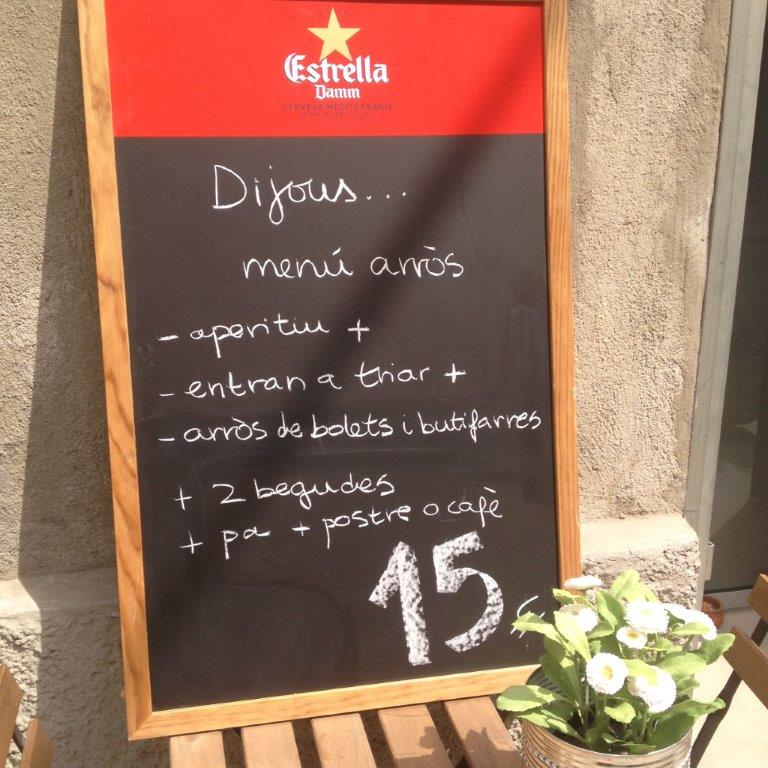 Estrella
Damm
CERVESA MEDITERRÀNIA
Dijous...
menú arròs
- aperitiu +
- entran a triar +
- arròs de bolets i butifarres
+ 2 begudes
+ pa + postre o cafè
15 €